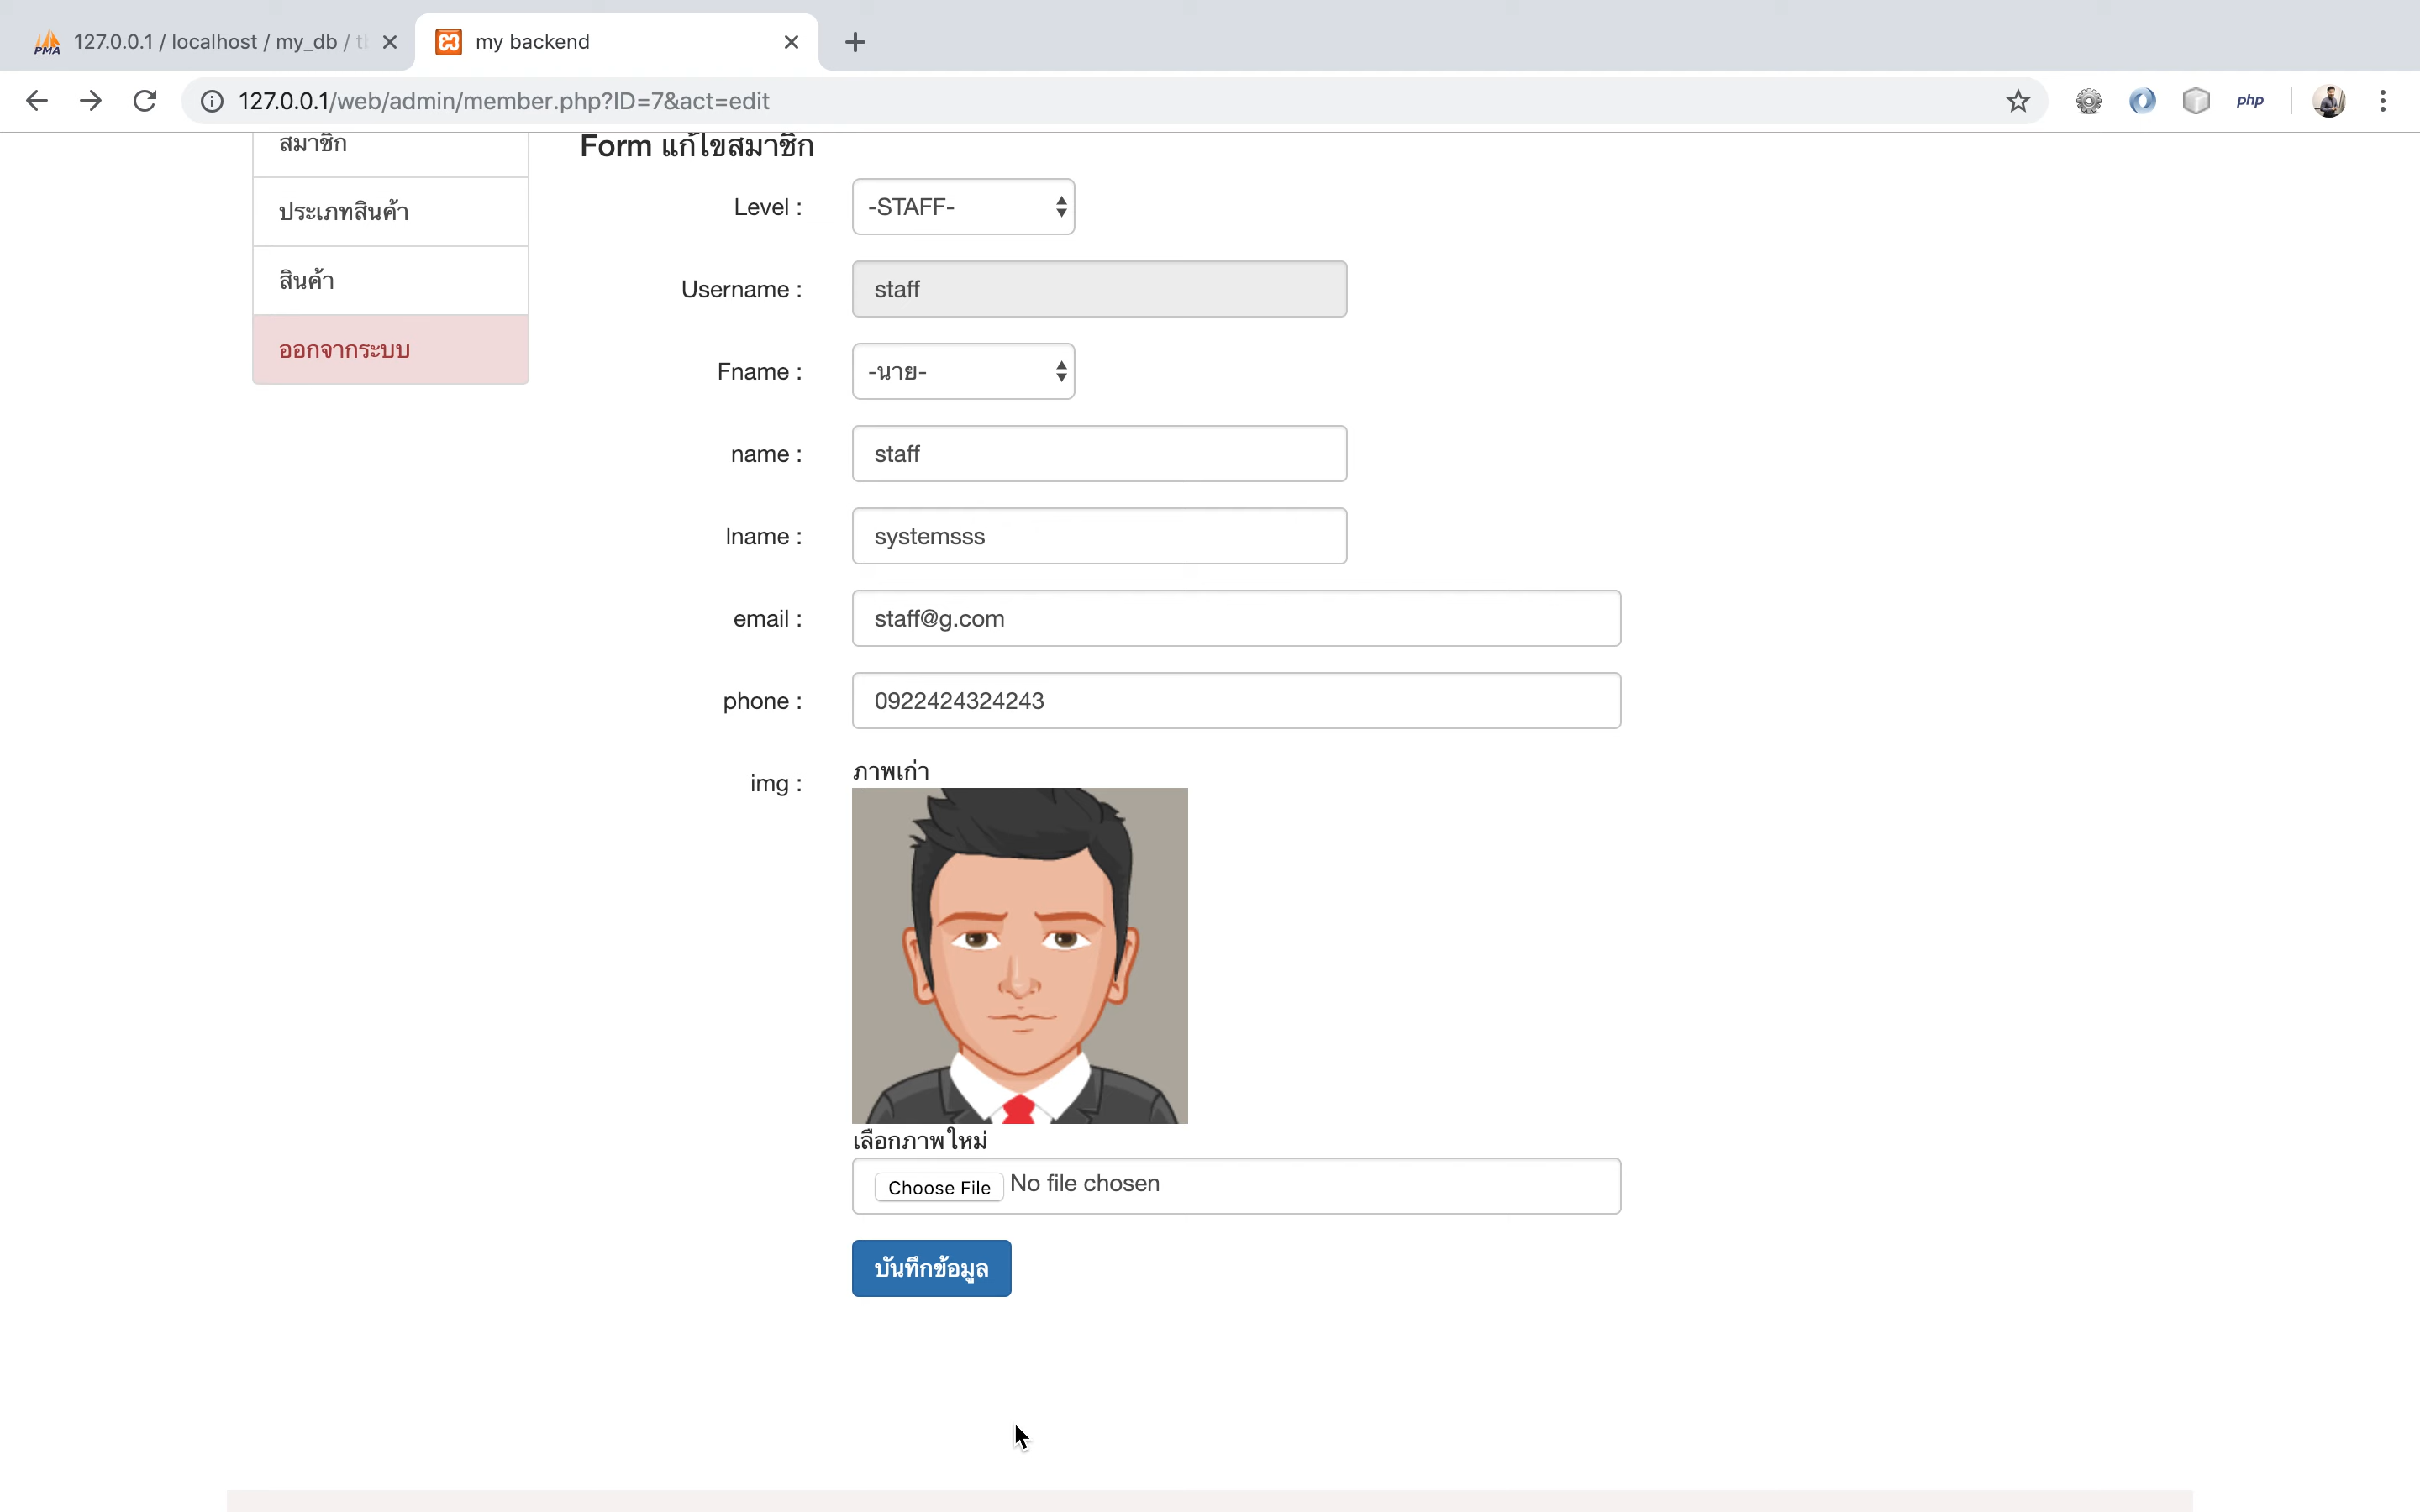 127.0.0.1 / localhost / my_db / tl
my backend
127.0.0.1/web/admin/member.php?ID=7&act=edit
php
สมาชิก
ประเภทสินค้า
สินค้า
ออกจากระบบ
Form แก้ไขสมาชิก
Level : -STAFF-
Username : staff
Fname : -นาย-
name : staff
lname : systemsss
email : staff@g.com
phone : 0922424324243
img : ภาพเก่า
เลือกภาพใหม่
Choose File No file chosen
บันทึกข้อมูล
PMA